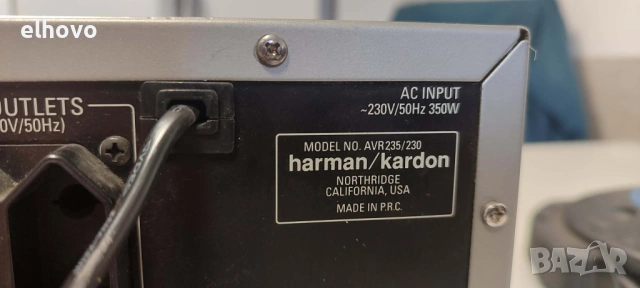 elhovo
AC INPUT
~230V/50Hz 350W
OUTLETS
0V/50Hz)
MODEL NO. AVR235/230
harman/kardon
NORTHRIDGE
CALIFORNIA, USA
MADE IN P.R.C.
BAZAR